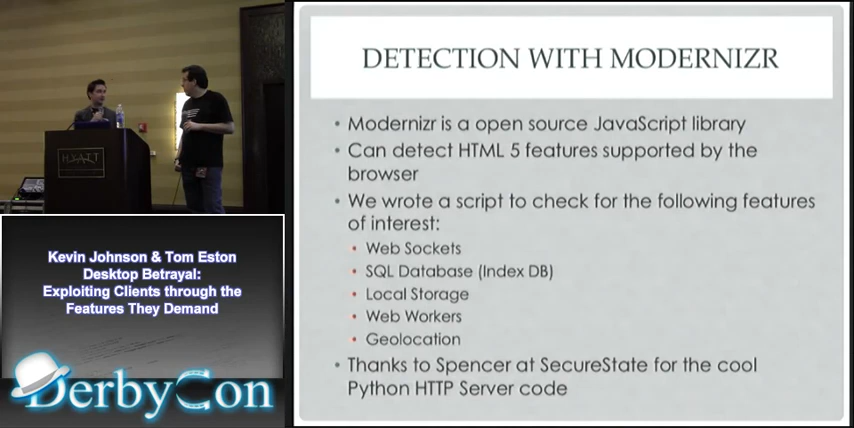 HYATT
Kevin Johnson & Tom Eston
Desktop Betrayal:
Exploiting Clients through the
Features They Demand
DerbyCon
DETECTION WITH MODERNIZR
• Modernizr is a open source JavaScript library
• Can detect HTML 5 features supported by the
browser
• We wrote a script to check for the following features
of interest:
• Web Sockets
• SQL Database (Index DB)
• Local Storage
• Web Workers
• Geolocation
• Thanks to Spencer at SecureState for the cool
Python HTTP Server code